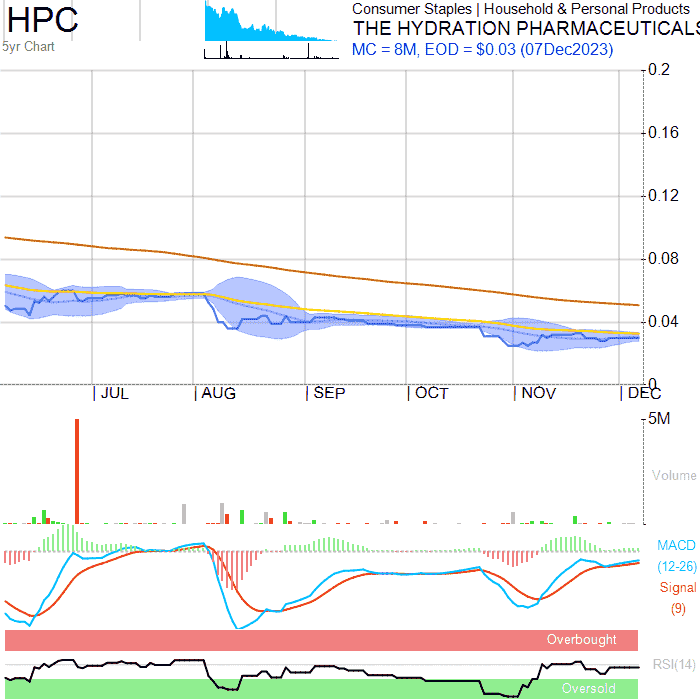 HPC
5yr Chart
Consumer Staples | Household & Personal Products
THE HYDRATION PHARMACEUTICALS
MC = 8M, EOD = $0.03 (07Dec2023)
0.2
0.16
0.12
0.08
0.04
0
JUL AUG SEP OCT NOV DEC
5M
Volume
MACD
(12-26)
Signal
(9)
Overbought
RSI(14)
Oversold